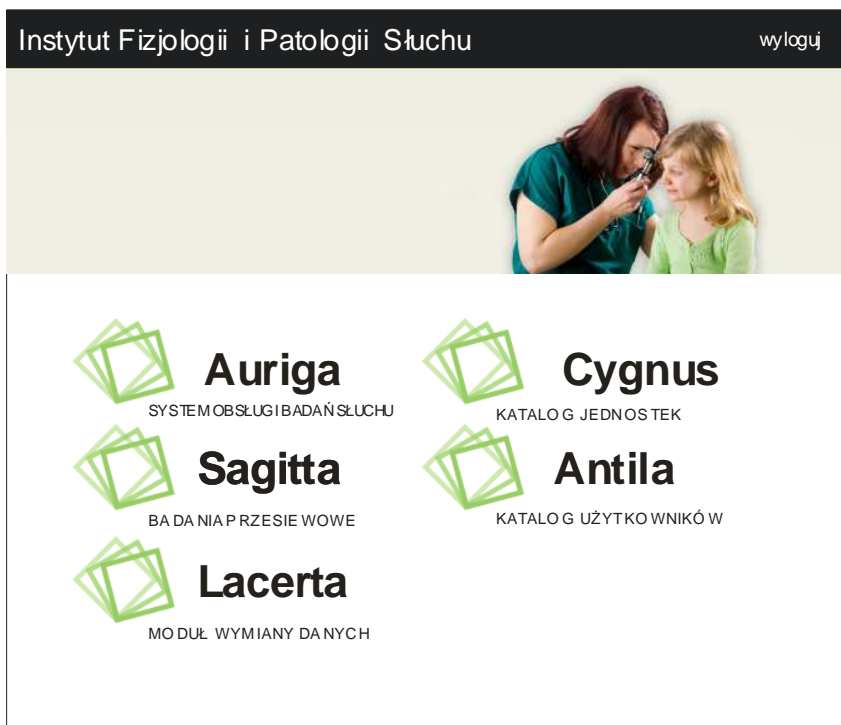 Instytut Fizjologii i Patologii Słuchu
wyloguj
Auriga
SYSTEM OBSŁUGI BADAŃ SŁUCHU
Cygnus
KATALOG JEDNOSTEK
Sagitta
BADANIA PRZESIEWOWE
Antila
KATALOG UŻYTKOWNIKÓW
Lacerta
MODUŁ WYMIANY DANYCH